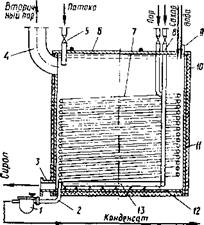 Вторич-
ный пар
Патока
Пар
Сахар
вода
4
5
6
7
8
9
10
11
Сироп
3
1
2
13
12
Конденсат